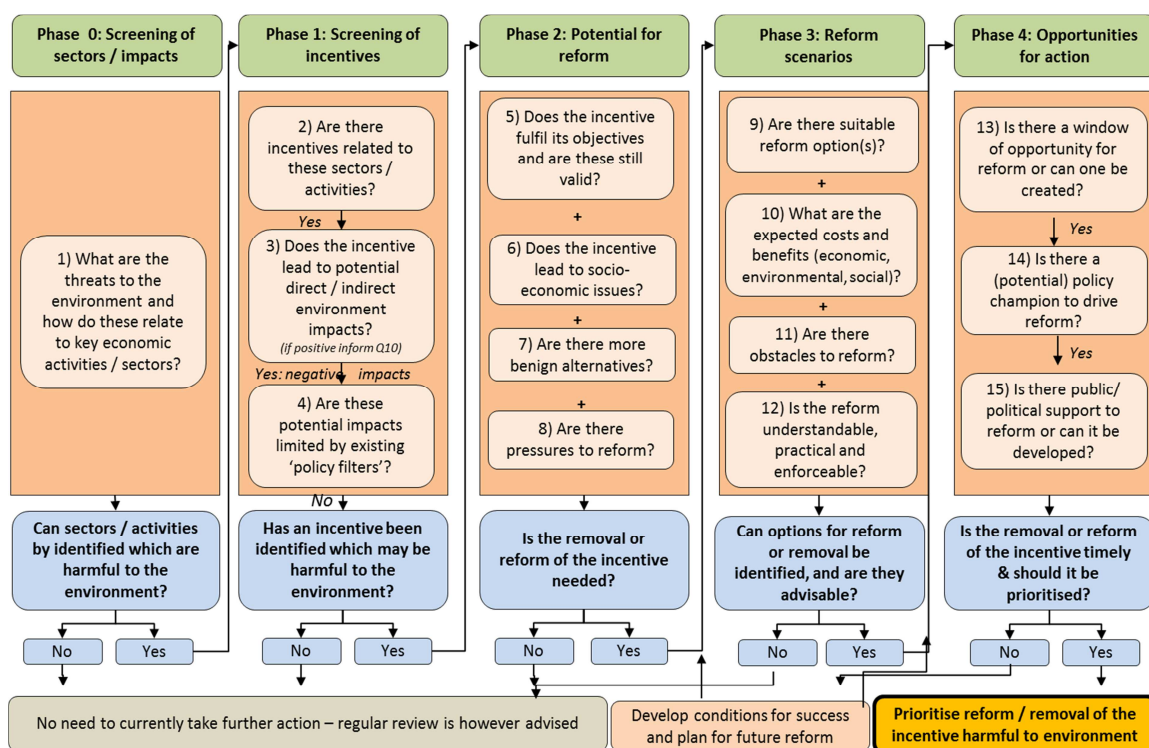 Phase 0: Screening of
sectors / impacts
Phase 1: Screening of
incentives
Phase 2: Potential for
reform
Phase 3: Reform
scenarios
Phase 4: Opportunities
for action
1) What are the
threats to the
environment and
how do these relate
to key economic
activities / sectors?
2) Are there
incentives related to
these sectors /
activities?
Yes
3) Does the incentive
lead to potential
direct / indirect
environment
impacts?
(if positive inform Q10)
Yes: negative impacts
4) Are these
potential impacts
limited by existing
‘policy filters’?
No
5) Does the incentive
fulfil its objectives
and are these still
valid?
+
6) Does the incentive
lead to socio-
economic issues?
+
7) Are there more
benign alternatives?
+
8) Are there
pressures to reform?
9) Are there suitable
reform option(s)?
+
10) What are the
expected costs and
benefits (economic,
environmental, social)?
+
11) Are there
obstacles to reform?
+
12) Is the reform
understandable,
practical and
enforceable?
13) Is there a window
of opportunity for
reform or can one be
created?
Yes
14) Is there a
(potential) policy
champion to drive
reform?
Yes
15) Is there public/
political support to
reform or can it be
developed?
Can sectors / activities
by identified which are
harmful to the
environment?
Has an incentive been
identified which may be
harmful to the
environment?
Is the removal or
reform of the incentive
needed?
Can options for reform
or removal be
identified, and are they
advisable?
Is the removal or reform
of the incentive timely
& should it be
prioritised?
No
Yes
No
Yes
No
Yes
No
Yes
No
Yes
No need to currently take further action – regular review is however advised
Develop conditions for success
and plan for future reform
Prioritise reform / removal of the
incentive harmful to environment